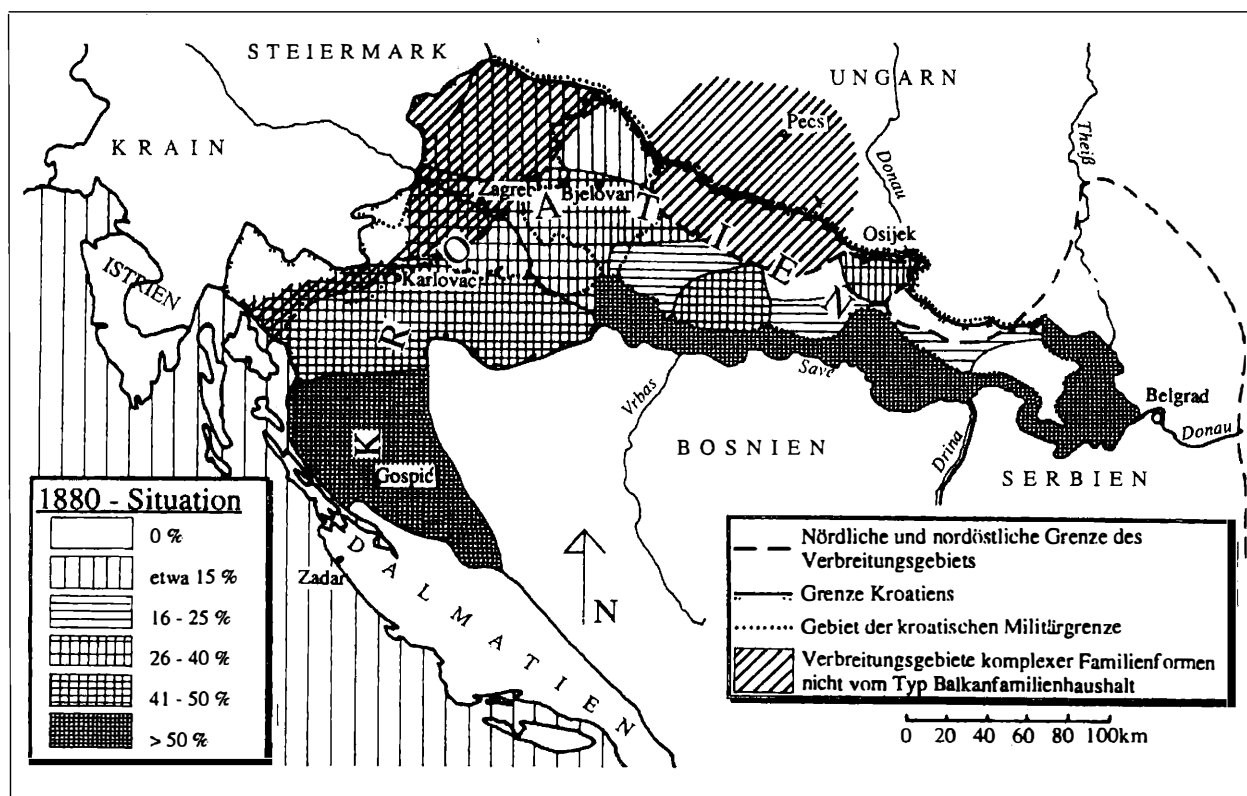 STEIERMARK
UNGARN
KRAIN
Pecs
Donau
Theiß
Zagreb
Bjelovar
Osijek
ISTRIEN
Karlovac
KROATIEN
Save
Vrbas
Belgrad
Donau
BOSNIEN
Drina
SERBIEN
Gospić
Zadar
DALMATIEN
N
1880 - Situation
0 %
etwa 15 %
16 - 25 %
26 - 40 %
41 - 50 %
> 50 %
Nördliche und nordöstliche Grenze des
Verbreitungsgebiets
Grenze Kroatiens
Gebiet der kroatischen Militärgrenze
Verbreitungsgebiete komplexer Familienformen
nicht vom Typ Balkanfamilienhaushalt
0 20 40 60 80 100km